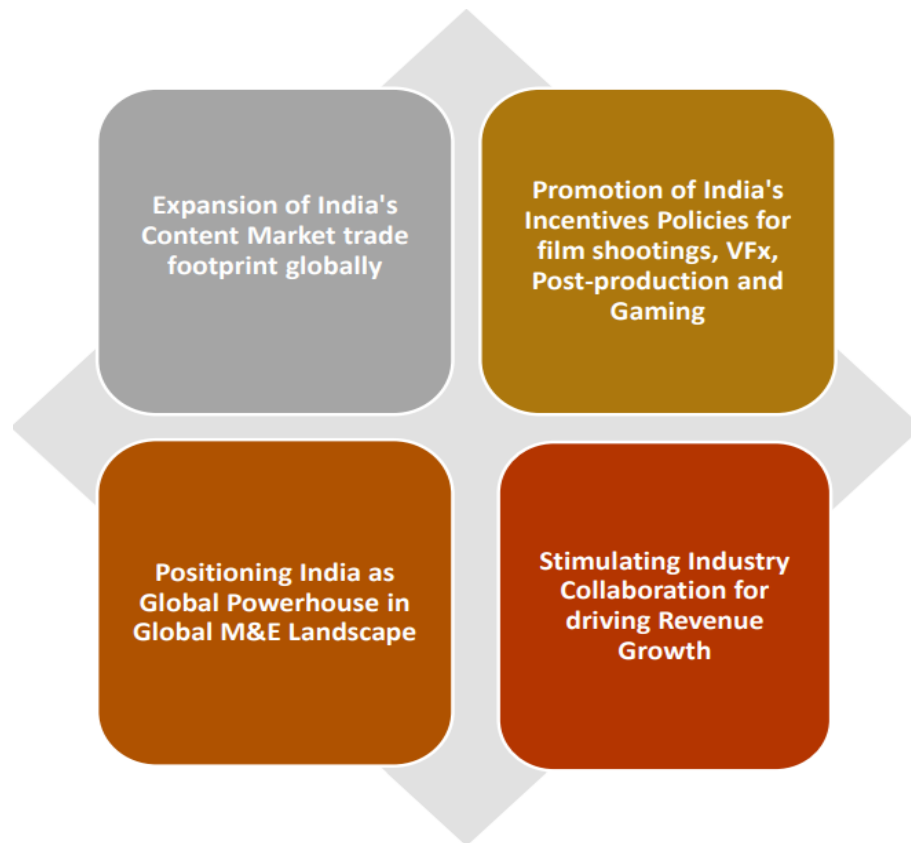 Expansion of India's
Content Market trade
footprint globally
Promotion of India's
Incentives Policies for
film shootings, VFx,
Post-production and
Gaming
Positioning India as
Global Powerhouse in
Global M&E Landscape
Stimulating Industry
Collaboration for
driving Revenue
Growth